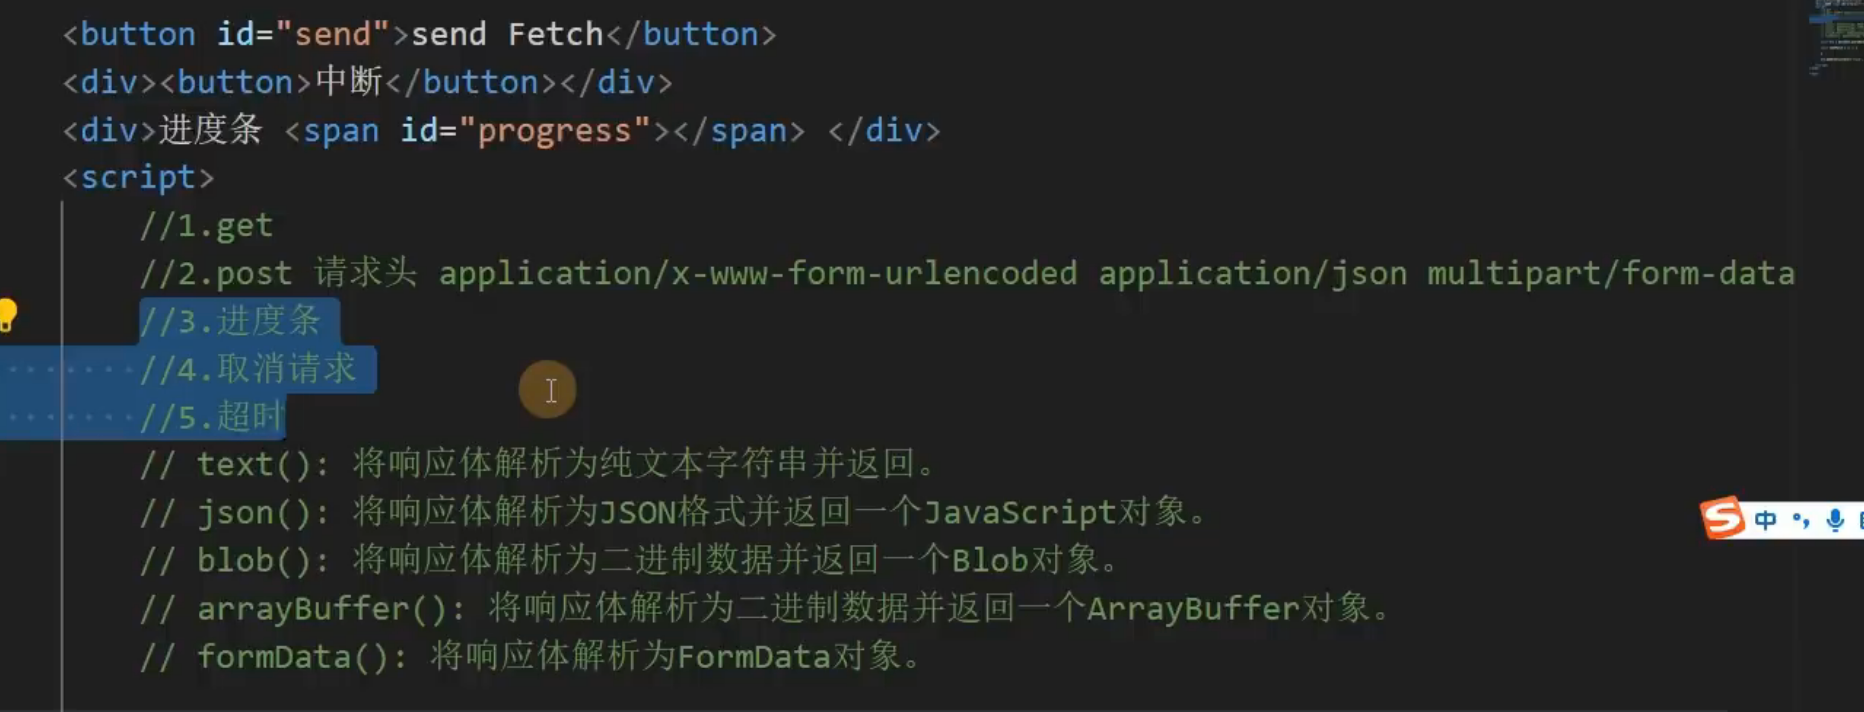 <button id="send">send Fetch</button>
<div><button>中断</button></div>
<div>进度条 <span id="progress"></span> </div>
<script>
//1.get
//2.post 请求头 application/x-www-form-urlencoded application/json multipart/form-data
//3.进度条
//4.取消请求
//5.超时
// text(): 将响应体解析为纯文本字符串并返回。
// json(): 将响应体解析为JSON格式并返回一个JavaScript对象。
// blob(): 将响应体解析为二进制数据并返回一个Blob对象。
// arrayBuffer(): 将响应体解析为二进制数据并返回一个ArrayBuffer对象。
// formData(): 将响应体解析为FormData对象。
S 中 °,